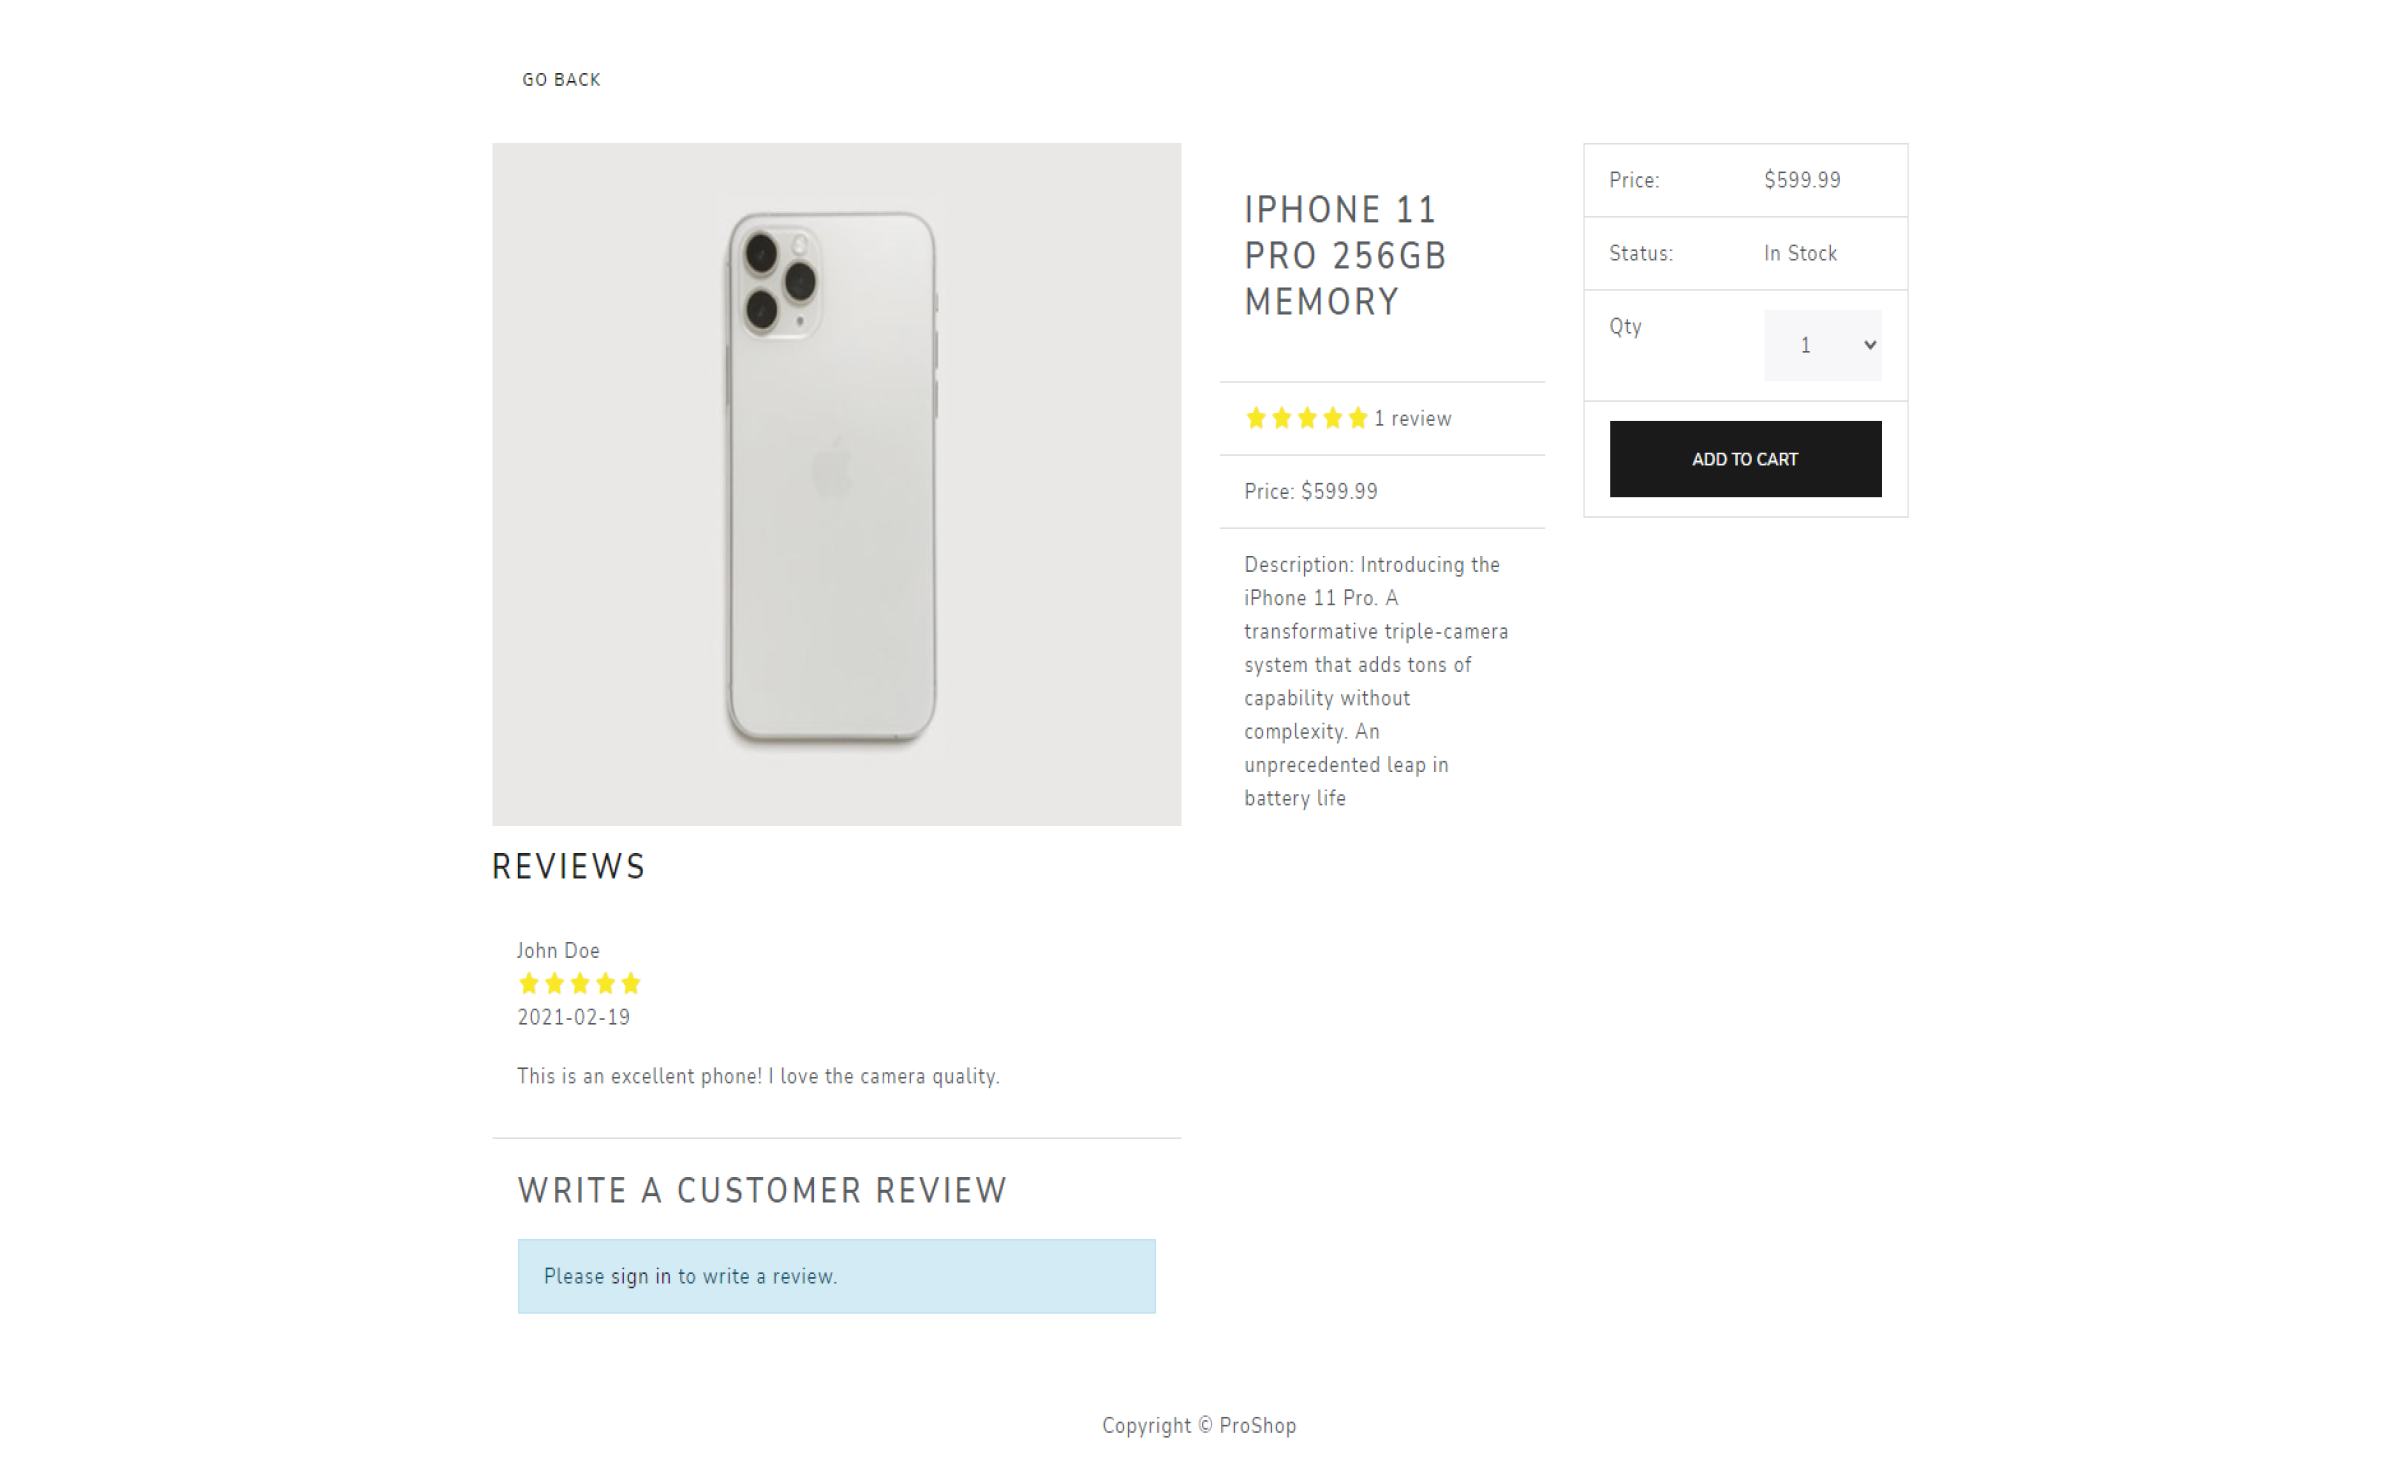 GO BACK
IPHONE 11
PRO 256GB
MEMORY
1 review
Price: $599.99
Description: Introducing the
iPhone 11 Pro. A
transformative triple-camera
system that adds tons of
capability without
complexity. An
unprecedented leap in
battery life
Price: $599.99
Status: In Stock
Qty 1
ADD TO CART
REVIEWS
John Doe
2021-02-19
This is an excellent phone! I love the camera quality.
WRITE A CUSTOMER REVIEW
Please sign in to write a review.
Copyright © ProShop